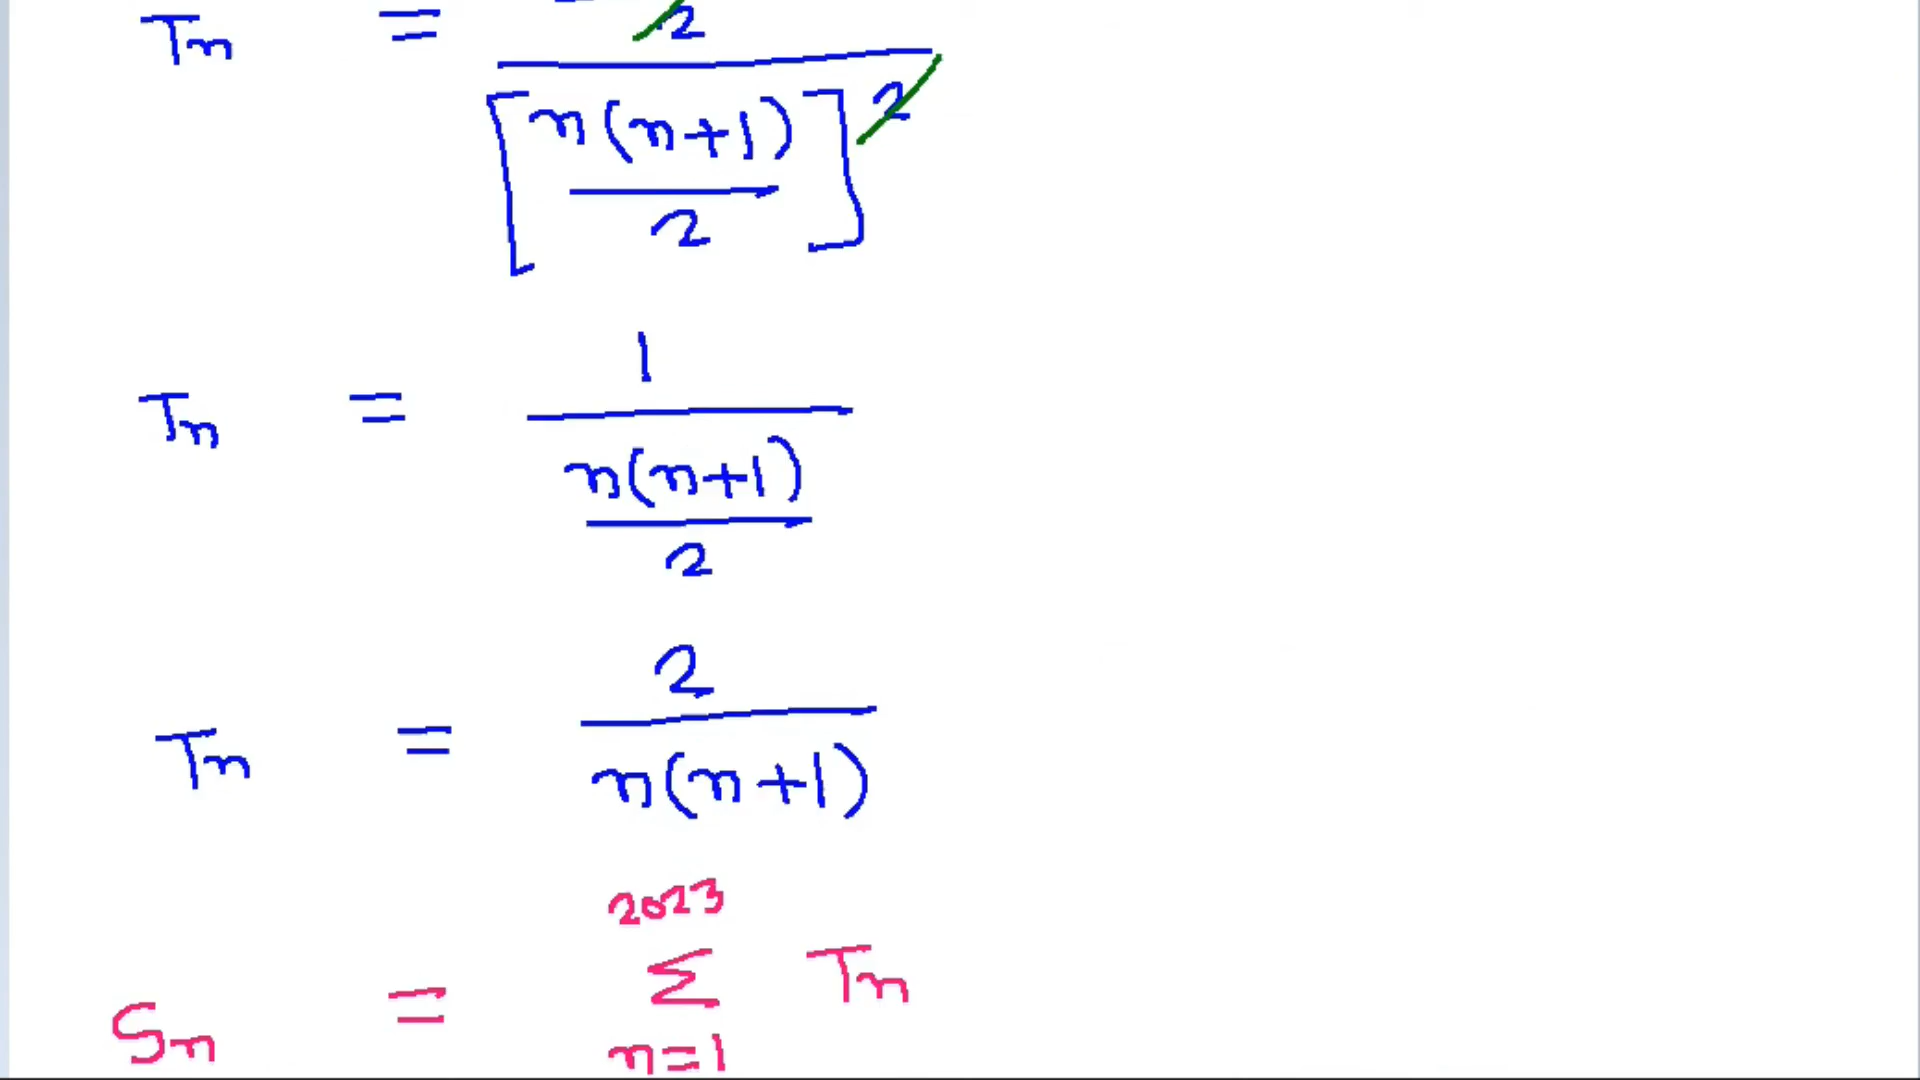 Tn = 2
[n(n+1)/2]^2
Tn = 1/(n(n+1)/2)
Tn = 2/(n(n+1))
Sn = 2023 Σ n=1 Tn